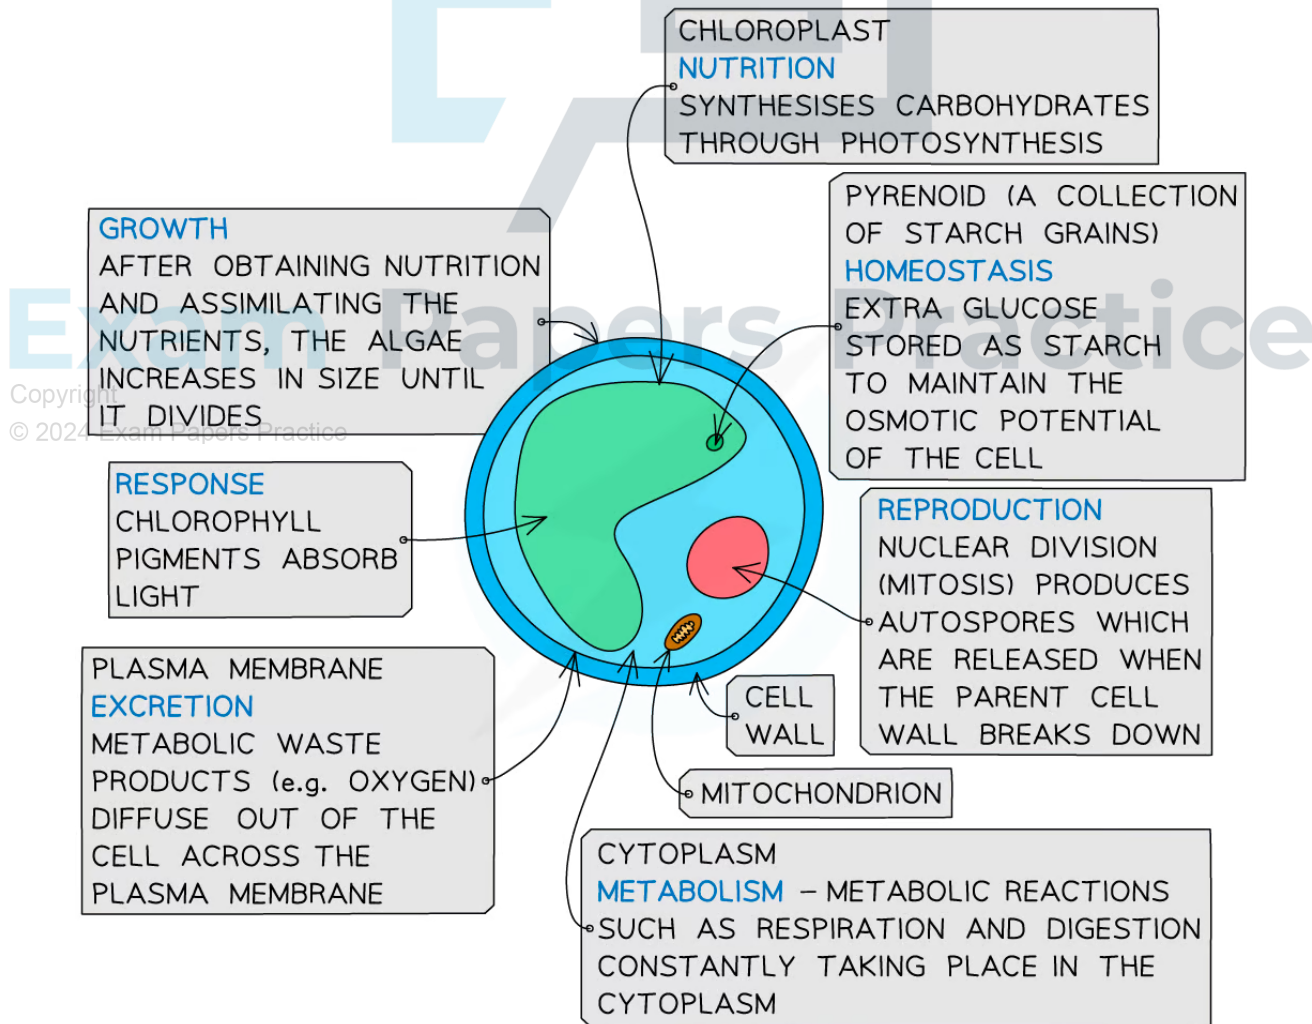 CHLOROPLAST
NUTRITION
SYNTHESISES CARBOHYDRATES
THROUGH PHOTOSYNTHESIS
PYRENOID (A COLLECTION
OF STARCH GRAINS)
HOMEOSTASIS
EXTRA GLUCOSE
STORED AS STARCH
TO MAINTAIN THE
OSMOTIC POTENTIAL
OF THE CELL
GROWTH
AFTER OBTAINING NUTRITION
AND ASSIMILATING THE
NUTRIENTS, THE ALGAE
INCREASES IN SIZE UNTIL
IT DIVIDES
Exam Papers Practice
Copyright
© 2024 Exam Papers Practice
RESPONSE
CHLOROPHYLL
PIGMENTS ABSORB
LIGHT
REPRODUCTION
NUCLEAR DIVISION
(MITOSIS) PRODUCES
AUTOSPORES WHICH
ARE RELEASED WHEN
THE PARENT CELL
WALL BREAKS DOWN
PLASMA MEMBRANE
EXCRETION
METABOLIC WASTE
PRODUCTS (e.g. OXYGEN)
DIFFUSE OUT OF THE
CELL ACROSS THE
PLASMA MEMBRANE
CELL
WALL
MITOCHONDRION
CYTOPLASM
METABOLISM – METABOLIC REACTIONS
SUCH AS RESPIRATION AND DIGESTION
CONSTANTLY TAKING PLACE IN THE
CYTOPLASM